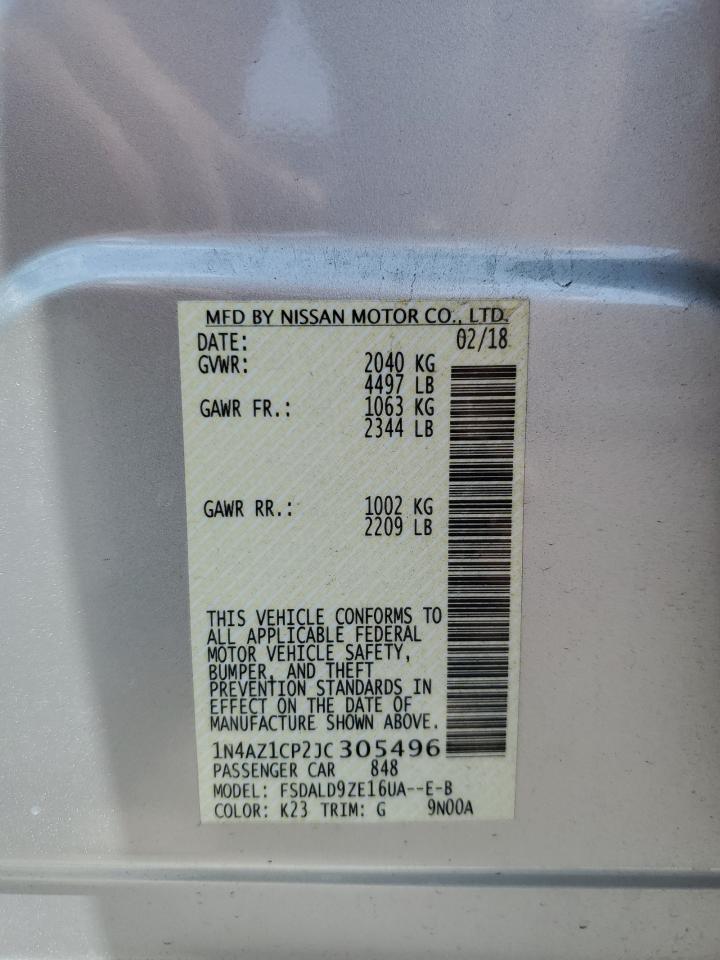 MFD BY NISSAN MOTOR CO., LTD.
DATE: 02/18
GVWR: 2040 KG
4497 LB
GAWR FR.: 1063 KG
2344 LB
GAWR RR.: 1002 KG
2209 LB
THIS VEHICLE CONFORMS TO
ALL APPLICABLE FEDERAL
MOTOR VEHICLE SAFETY,
BUMPER, AND THEFT
PREVENTION STANDARDS IN
EFFECT ON THE DATE OF
MANUFACTURE SHOWN ABOVE.
1N4AZ1CP2JC305496
PASSENGER CAR 848
MODEL: FSDALD9ZE16UA--E-B
COLOR: K23 TRIM: G 9N00A